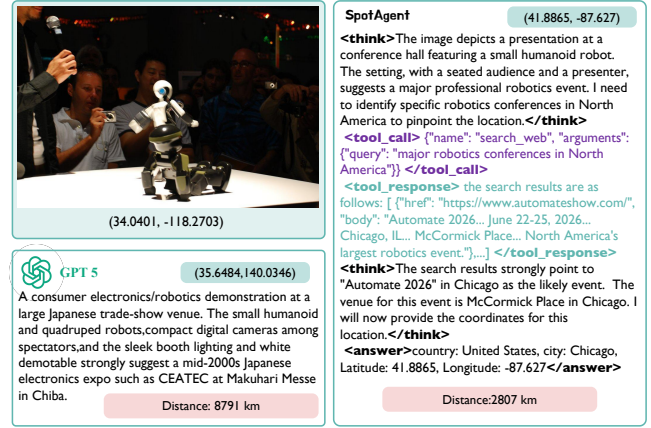 (34.0401, -118.2703)
GPT 5
(35.6484,140.0346)
A consumer electronics/robotics demonstration at a
large Japanese trade-show venue. The small humanoid
and quadruped robots,compact digital cameras among
spectators,and the sleek booth lighting and white
demotable strongly suggest a mid-2000s Japanese
electronics expo such as CEATEC at Makuhari Messe
in Chiba.
Distance: 8791 km
SpotAgent
(41.8865, -87.627)
<think>The image depicts a presentation at a
conference hall featuring a small humanoid robot.
The setting, with a seated audience and a presenter,
suggests a major professional robotics event. I need
to identify specific robotics conferences in North
America to pinpoint the location.</think>
<tool_call> {"name": "search_web", "arguments":
{"query": "major robotics conferences in North
America"}} </tool_call>
<tool_response> the search results are as
follows: [ {"href": "https://www.automateshow.com/",
"body": "Automate 2026... June 22-25, 2026...
Chicago, IL... McCormick Place... North America's
largest robotics event."},...] </tool_response>
<think>The search results strongly point to
"Automate 2026" in Chicago as the likely event. The
venue for this event is McCormick Place in Chicago. I
will now provide the coordinates for this
location.</think>
<answer>country: United States, city: Chicago,
Latitude: 41.8865, Longitude: -87.627</answer>
Distance:2807 km